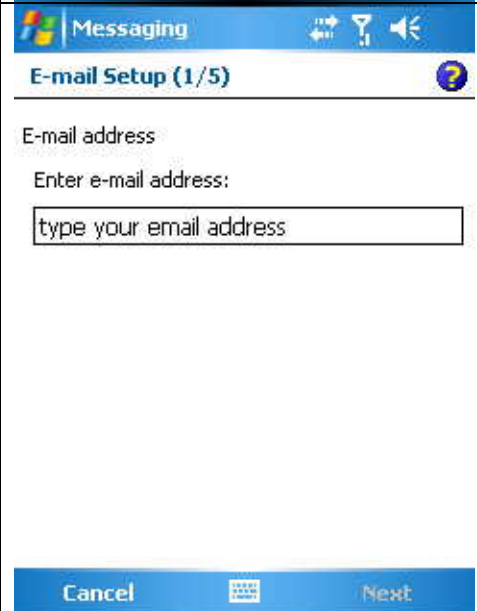 Messaging
E-mail Setup (1/5)
E-mail address
Enter e-mail address:
type your email address
Cancel
Next